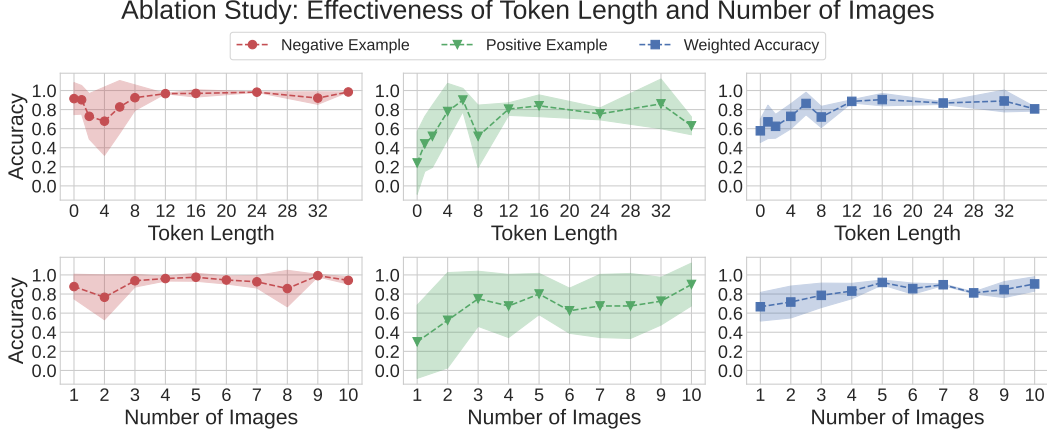 Ablation Study: Effectiveness of Token Length and Number of Images
Negative Example Positive Example Weighted Accuracy
Accuracy
1.0
0.8
0.6
0.4
0.2
0.0
0 4 8 12 16 20 24 28 32
Token Length
1.0
0.8
0.6
0.4
0.2
0.0
0 4 8 12 16 20 24 28 32
Token Length
1.0
0.8
0.6
0.4
0.2
0.0
0 4 8 12 16 20 24 28 32
Token Length
Accuracy
1.0
0.8
0.6
0.4
0.2
0.0
1 2 3 4 5 6 7 8 9 10
Number of Images
1.0
0.8
0.6
0.4
0.2
0.0
1 2 3 4 5 6 7 8 9 10
Number of Images
1.0
0.8
0.6
0.4
0.2
0.0
1 2 3 4 5 6 7 8 9 10
Number of Images